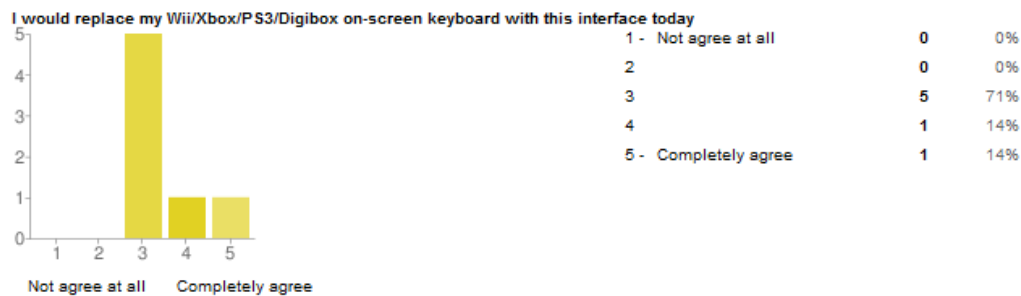 I would replace my Wii/Xbox/PS3/Digibox on-screen keyboard with this interface today
5
4
3
2
1
0
1 2 3 4 5
Not agree at all Completely agree
1 - Not agree at all 0 0%
2 0 0%
3 5 71%
4 1 14%
5 - Completely agree 1 14%